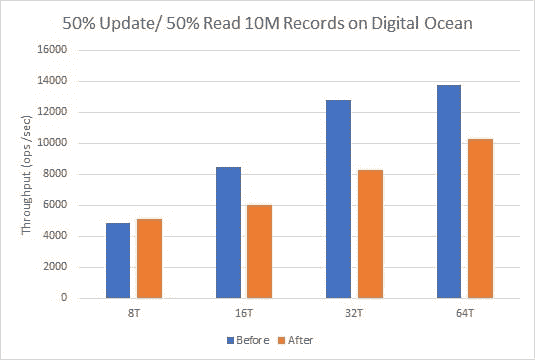 50% Update/ 50% Read 10M Records on Digital Ocean
16000
14000
12000
10000
8000
6000
4000
2000
0
Throughput (ops /sec)
8T 16T 32T 64T
Before After